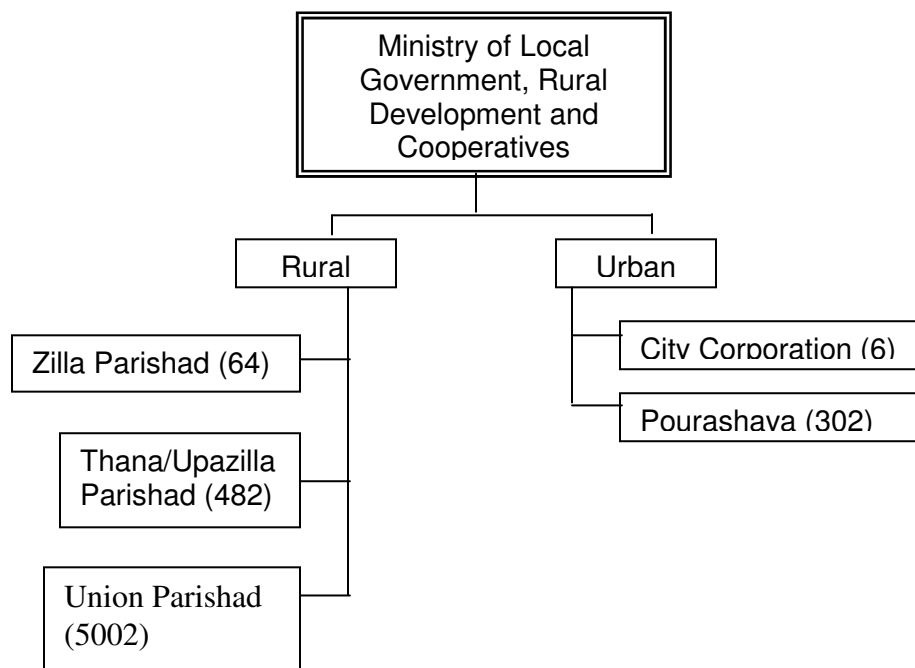 Ministry of Local
Government, Rural
Development and
Cooperatives
Rural
Urban
Zilla Parishad (64)
City Corporation (6)
Pourashava (302)
Thana/Upazilla
Parishad (482)
Union Parishad
(5002)